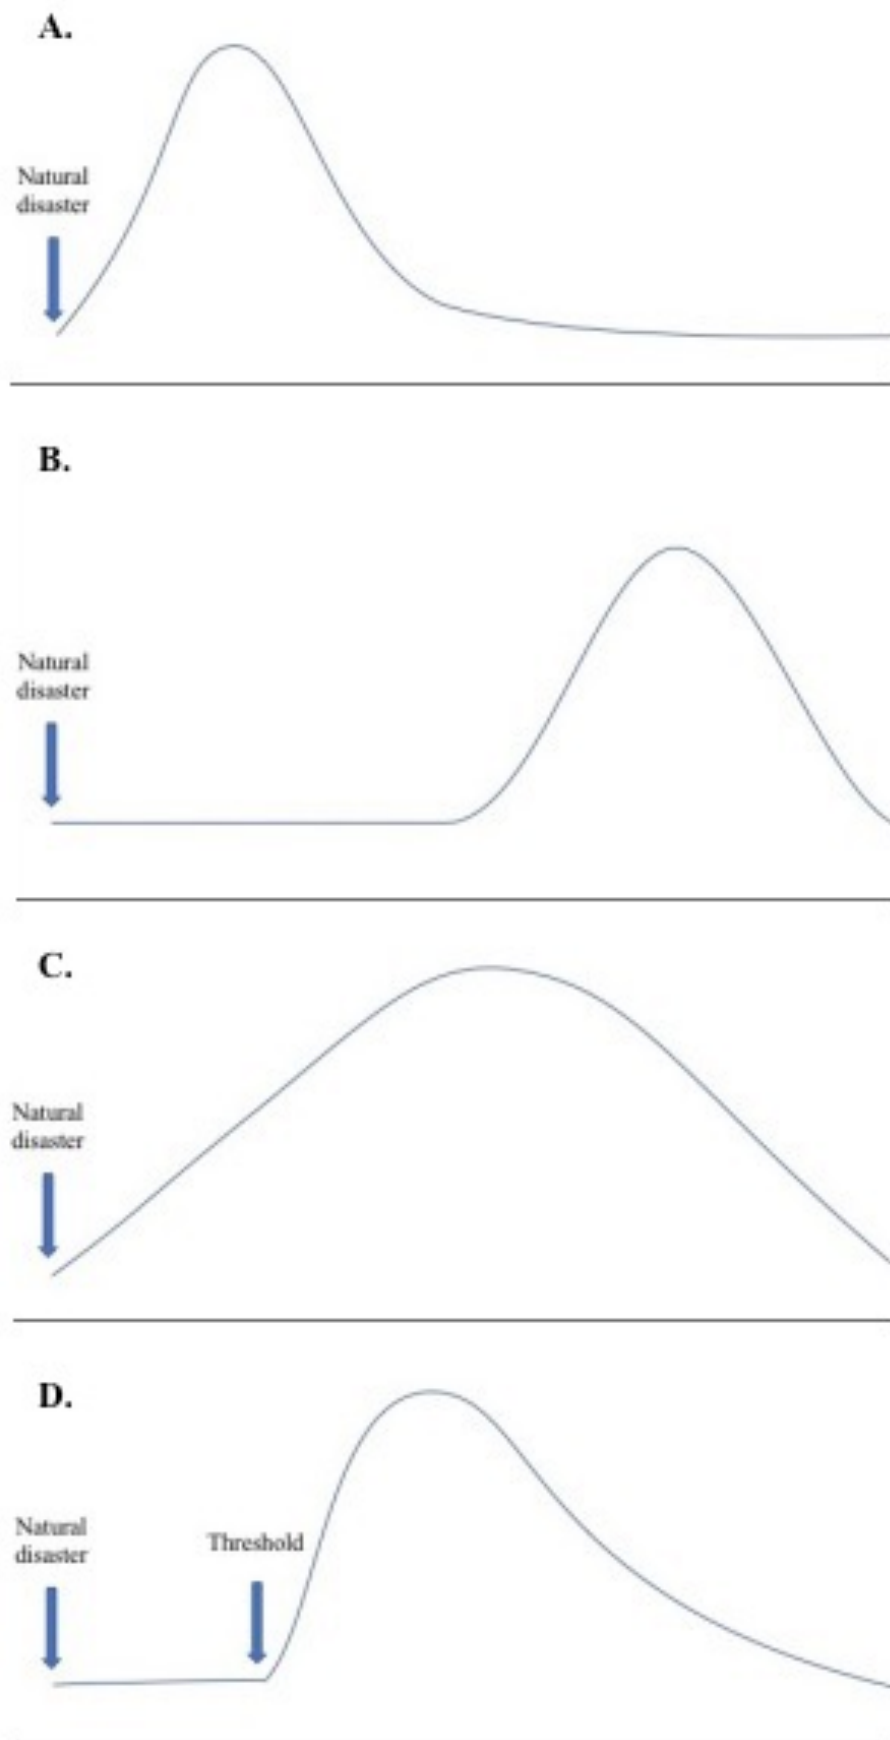 A.
Natural
disaster
B.
Natural
disaster
C.
Natural
disaster
D.
Natural
disaster
Threshold